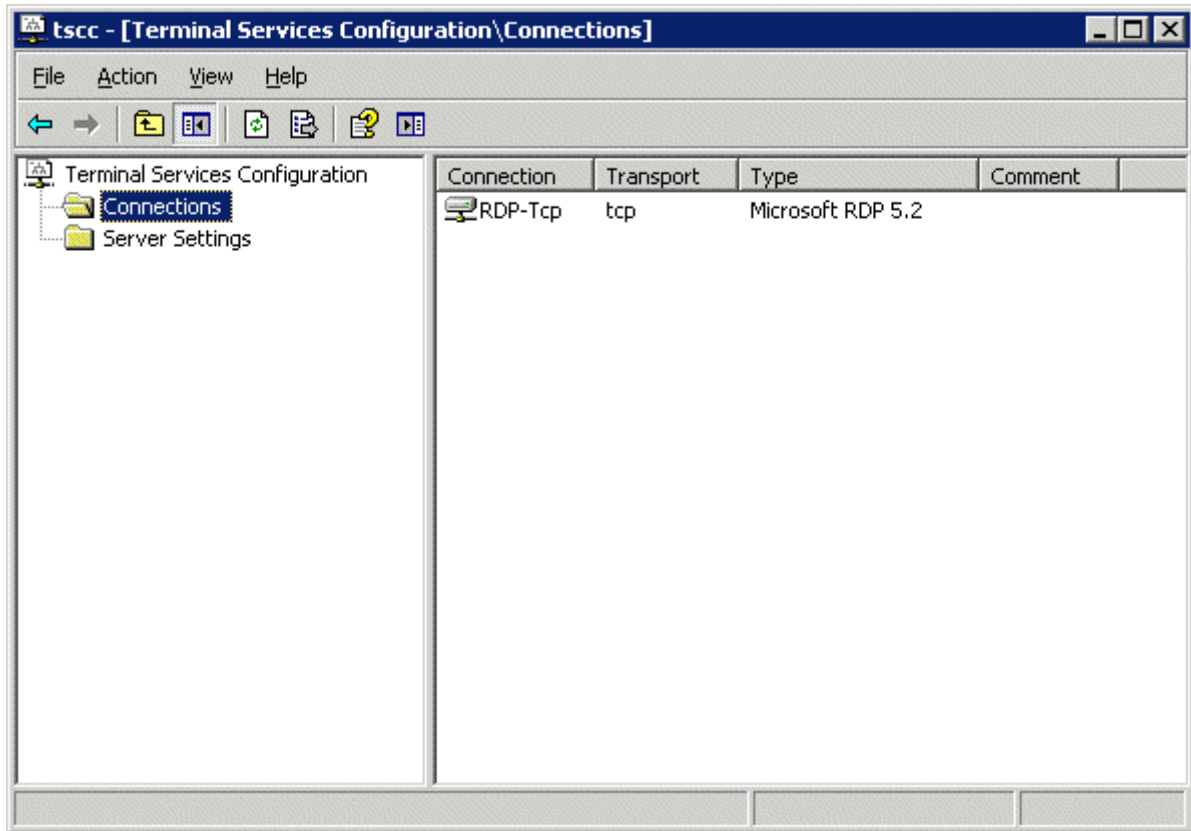 tscc - [Terminal Services Configuration\Connections]
File Action View Help
Terminal Services Configuration
Connections
Server Settings
Connection Transport Type Comment
RDP-Tcp tcp Microsoft RDP 5.2